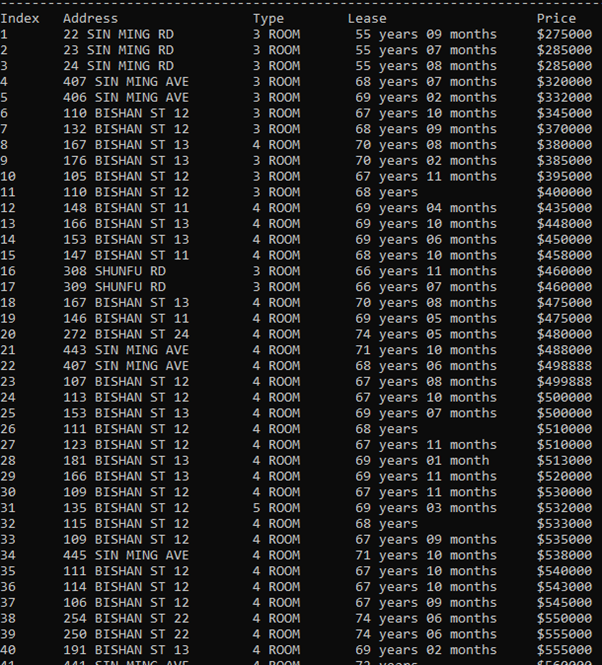 Index Address Type Lease Price
1 22 SIN MING RD 3 ROOM 55 years 09 months $275000
2 23 SIN MING RD 3 ROOM 55 years 07 months $285000
3 24 SIN MING RD 3 ROOM 55 years 08 months $285000
4 407 SIN MING AVE 3 ROOM 68 years 07 months $320000
5 406 SIN MING AVE 3 ROOM 69 years 02 months $332000
6 110 BISHAN ST 12 3 ROOM 67 years 10 months $345000
7 132 BISHAN ST 12 3 ROOM 68 years 09 months $370000
8 167 BISHAN ST 13 4 ROOM 70 years 08 months $380000
9 176 BISHAN ST 13 3 ROOM 70 years 02 months $385000
10 105 BISHAN ST 12 3 ROOM 67 years 11 months $395000
11 110 BISHAN ST 12 3 ROOM 68 years $400000
12 148 BISHAN ST 11 4 ROOM 69 years 04 months $435000
13 166 BISHAN ST 13 4 ROOM 69 years 10 months $448000
14 153 BISHAN ST 13 4 ROOM 69 years 06 months $450000
15 147 BISHAN ST 11 4 ROOM 68 years 10 months $458000
16 308 SHUNFU RD 3 ROOM 66 years 11 months $460000
17 309 SHUNFU RD 3 ROOM 66 years 07 months $460000
18 167 BISHAN ST 13 4 ROOM 70 years 08 months $475000
19 146 BISHAN ST 11 4 ROOM 69 years 05 months $475000
20 272 BISHAN ST 24 4 ROOM 74 years 05 months $480000
21 443 SIN MING AVE 4 ROOM 71 years 10 months $488000
22 407 SIN MING AVE 4 ROOM 68 years 06 months $498888
23 107 BISHAN ST 12 4 ROOM 67 years 08 months $499888
24 113 BISHAN ST 12 4 ROOM 67 years 10 months $500000
25 153 BISHAN ST 13 4 ROOM 69 years 07 months $500000
26 111 BISHAN ST 12 4 ROOM 68 years $510000
27 123 BISHAN ST 12 4 ROOM 67 years 11 months $510000
28 181 BISHAN ST 13 4 ROOM 69 years 01 month $513000
29 166 BISHAN ST 13 4 ROOM 69 years 11 months $520000
30 109 BISHAN ST 12 4 ROOM 67 years 11 months $530000
31 135 BISHAN ST 12 5 ROOM 69 years 03 months $532000
32 115 BISHAN ST 12 4 ROOM 68 years $533000
33 109 BISHAN ST 12 4 ROOM 67 years 09 months $535000
34 445 SIN MING AVE 4 ROOM 71 years 10 months $538000
35 111 BISHAN ST 12 4 ROOM 67 years 10 months $540000
36 114 BISHAN ST 12 4 ROOM 67 years 10 months $543000
37 106 BISHAN ST 12 4 ROOM 67 years 09 months $545000
38 254 BISHAN ST 22 4 ROOM 74 years 06 months $550000
39 250 BISHAN ST 22 4 ROOM 74 years 06 months $555000
40 191 BISHAN ST 13 4 ROOM 69 years 02 months $555000